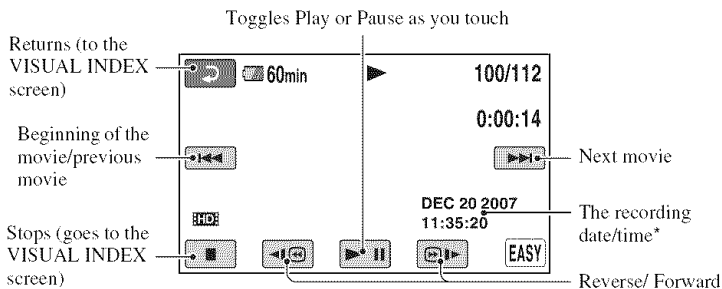 Toggles Play or Pause as you touch
Returns (to the
VISUAL INDEX
screen)
60min
100/112
0:00:14
Beginning of the
movie/previous
movie
Next movie
HD
DEC 20 2007
11:35:20
The recording
date/time*
Stops (goes to the
VISUAL INDEX
screen)
EASY
Reverse/ Forward